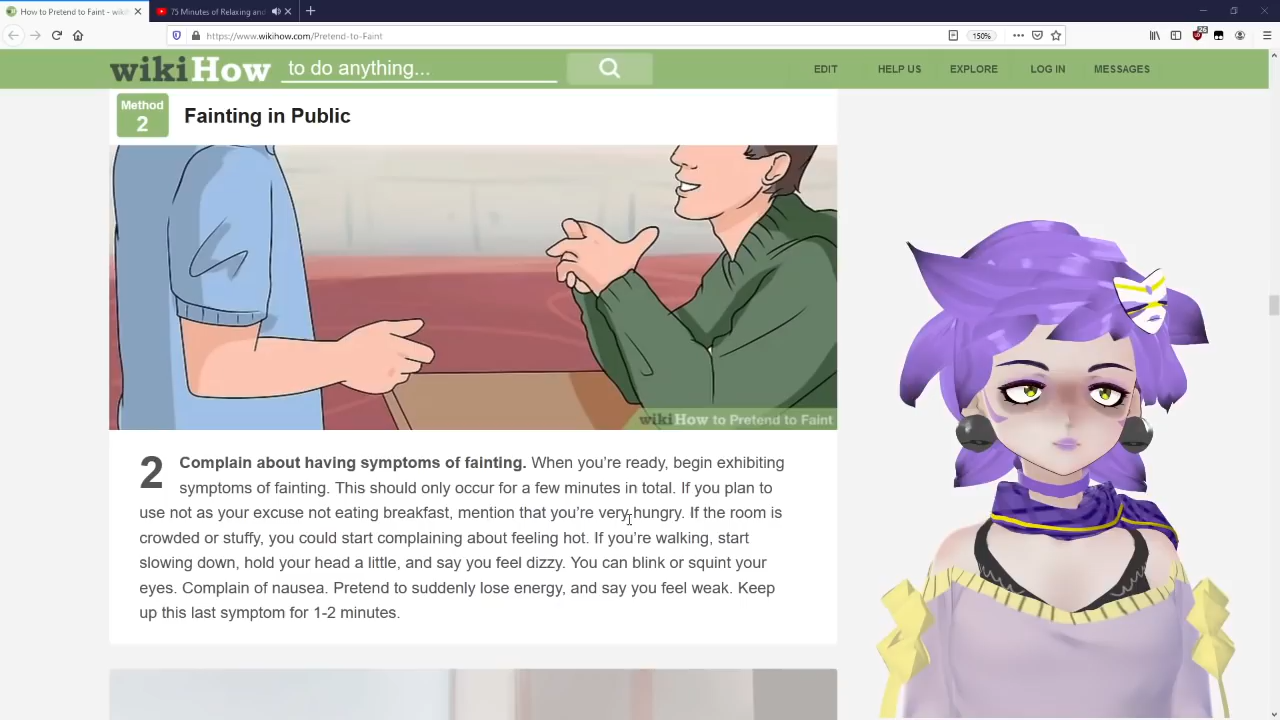 How to Pretend to Faint - wiki
75 Minutes of Relaxing and
https://www.wikihow.com/Pretend-to-Faint
150%
26
wikiHow
to do anything...
EDIT
HELP US
EXPLORE
LOG IN
MESSAGES
Method
2
Fainting in Public
wikiHow to Pretend to Faint
2
Complain about having symptoms of fainting. When you’re ready, begin exhibiting
symptoms of fainting. This should only occur for a few minutes in total. If you plan to
use not as your excuse not eating breakfast, mention that you’re very hungry. If the room is
crowded or stuffy, you could start complaining about feeling hot. If you’re walking, start
slowing down, hold your head a little, and say you feel dizzy. You can blink or squint your
eyes. Complain of nausea. Pretend to suddenly lose energy, and say you feel weak. Keep
up this last symptom for 1-2 minutes.